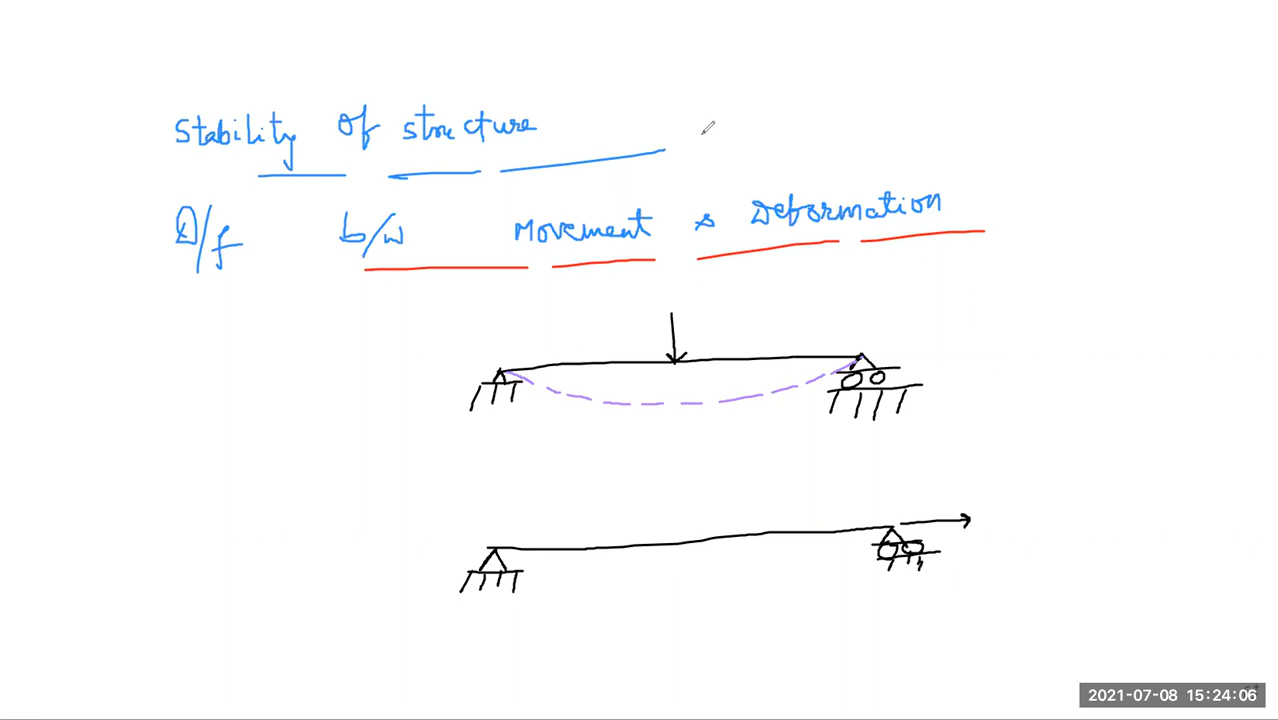 Stability Of structure
D/f b/w Movement & Deformation
2021-07-08 15:24:06